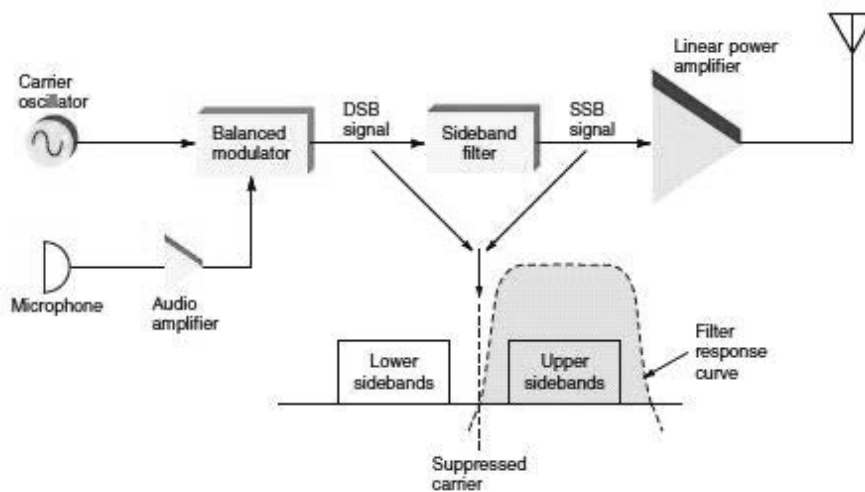 Carrier
oscillator
Balanced
modulator
DSB
signal
Sideband
filter
SSB
signal
Linear power
amplifier
Microphone
Audio
amplifier
Lower
sidebands
Upper
sidebands
Filter
response
curve
Suppressed
carrier